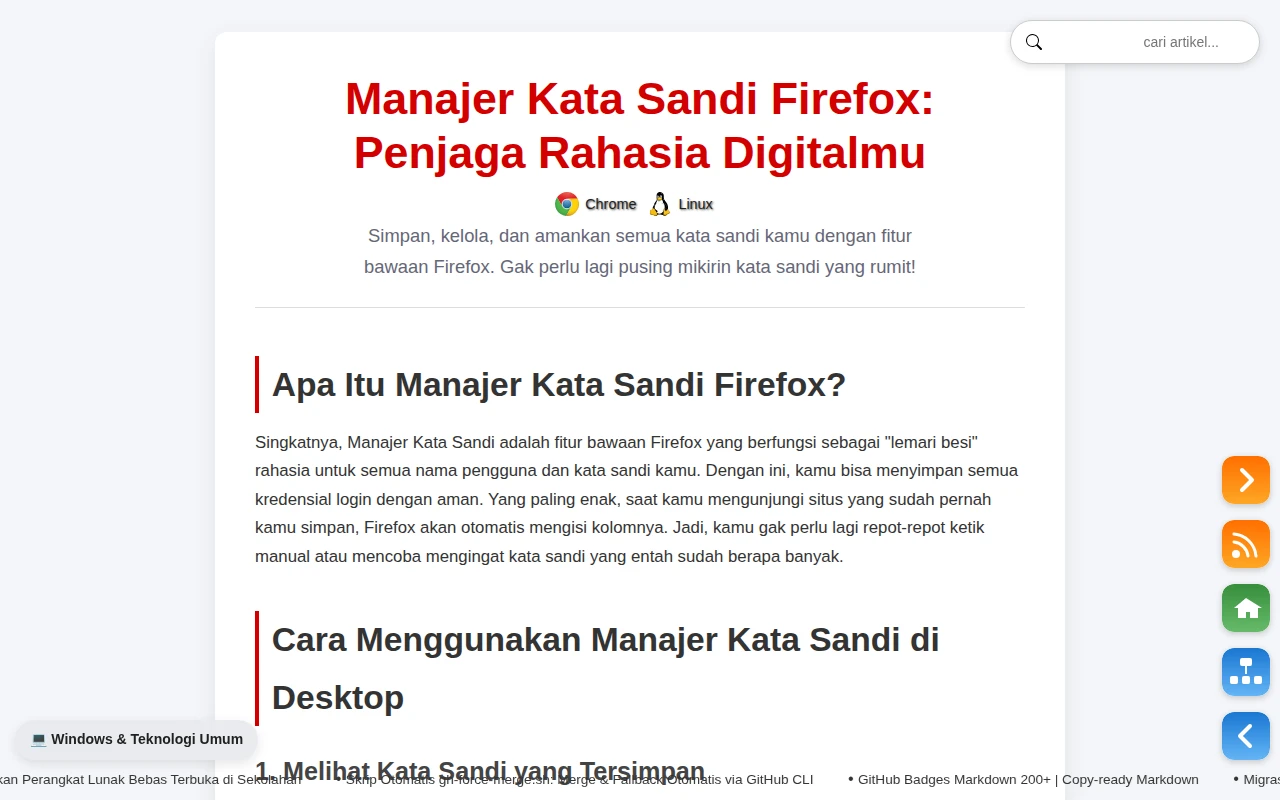 cari artikel...
Manajer Kata Sandi Firefox:
Penjaga Rahasia Digitalmu
Chrome Linux
Simpan, kelola, dan amankan semua kata sandi kamu dengan fitur
bawaan Firefox. Gak perlu lagi pusing mikirin kata sandi yang rumit!
Apa Itu Manajer Kata Sandi Firefox?
Singkatnya, Manajer Kata Sandi adalah fitur bawaan Firefox yang berfungsi sebagai "lemari besi"
rahasia untuk semua nama pengguna dan kata sandi kamu. Dengan ini, kamu bisa menyimpan semua
kredensial login dengan aman. Yang paling enak, saat kamu mengunjungi situs yang sudah pernah
kamu simpan, Firefox akan otomatis mengisi kolomnya. Jadi, kamu gak perlu lagi repot-repot ketik
manual atau mencoba mengingat kata sandi yang entah sudah berapa banyak.
Cara Menggunakan Manajer Kata Sandi di
Desktop
💻 Windows & Teknologi Umum
1. Melihat Kata Sandi yang Tersimpan
kan Perangkat Lunak Bebas Terbuka di Sekolahan • Skrip Otomatis gh-force-merge.sh: Merge & Fallback Otomatis via GitHub CLI • GitHub Badges Markdown 200+ | Copy-ready Markdown • Migras